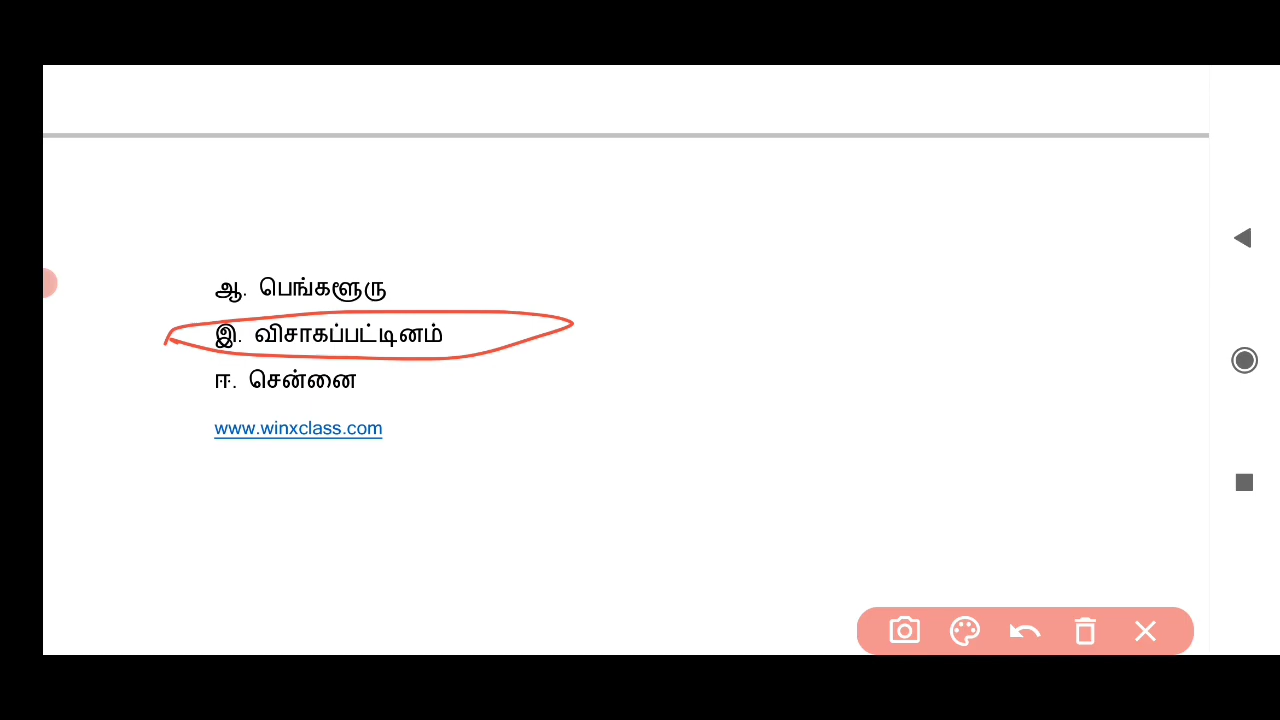 ஆ. பெங்களூரு
இ. விசாகப்பட்டினம்
ஈ. சென்னை
www.winxclass.com